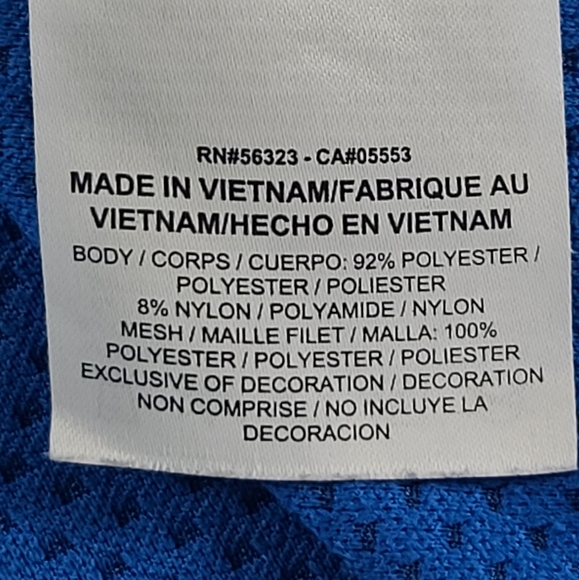 RN#56323 - CA#05553
MADE IN VIETNAM/FABRIQUE AU
VIETNAM/HECHO EN VIETNAM
BODY / CORPS / CUERPO: 92% POLYESTER /
POLYESTER / POLIESTER
8% NYLON / POLYAMIDE / NYLON
MESH / MAILLE FILET / MALLA: 100%
POLYESTER / POLYESTER / POLIESTER
EXCLUSIVE OF DECORATION / DECORATION
NON COMPRISE / NO INCLUYE LA
DECORACION